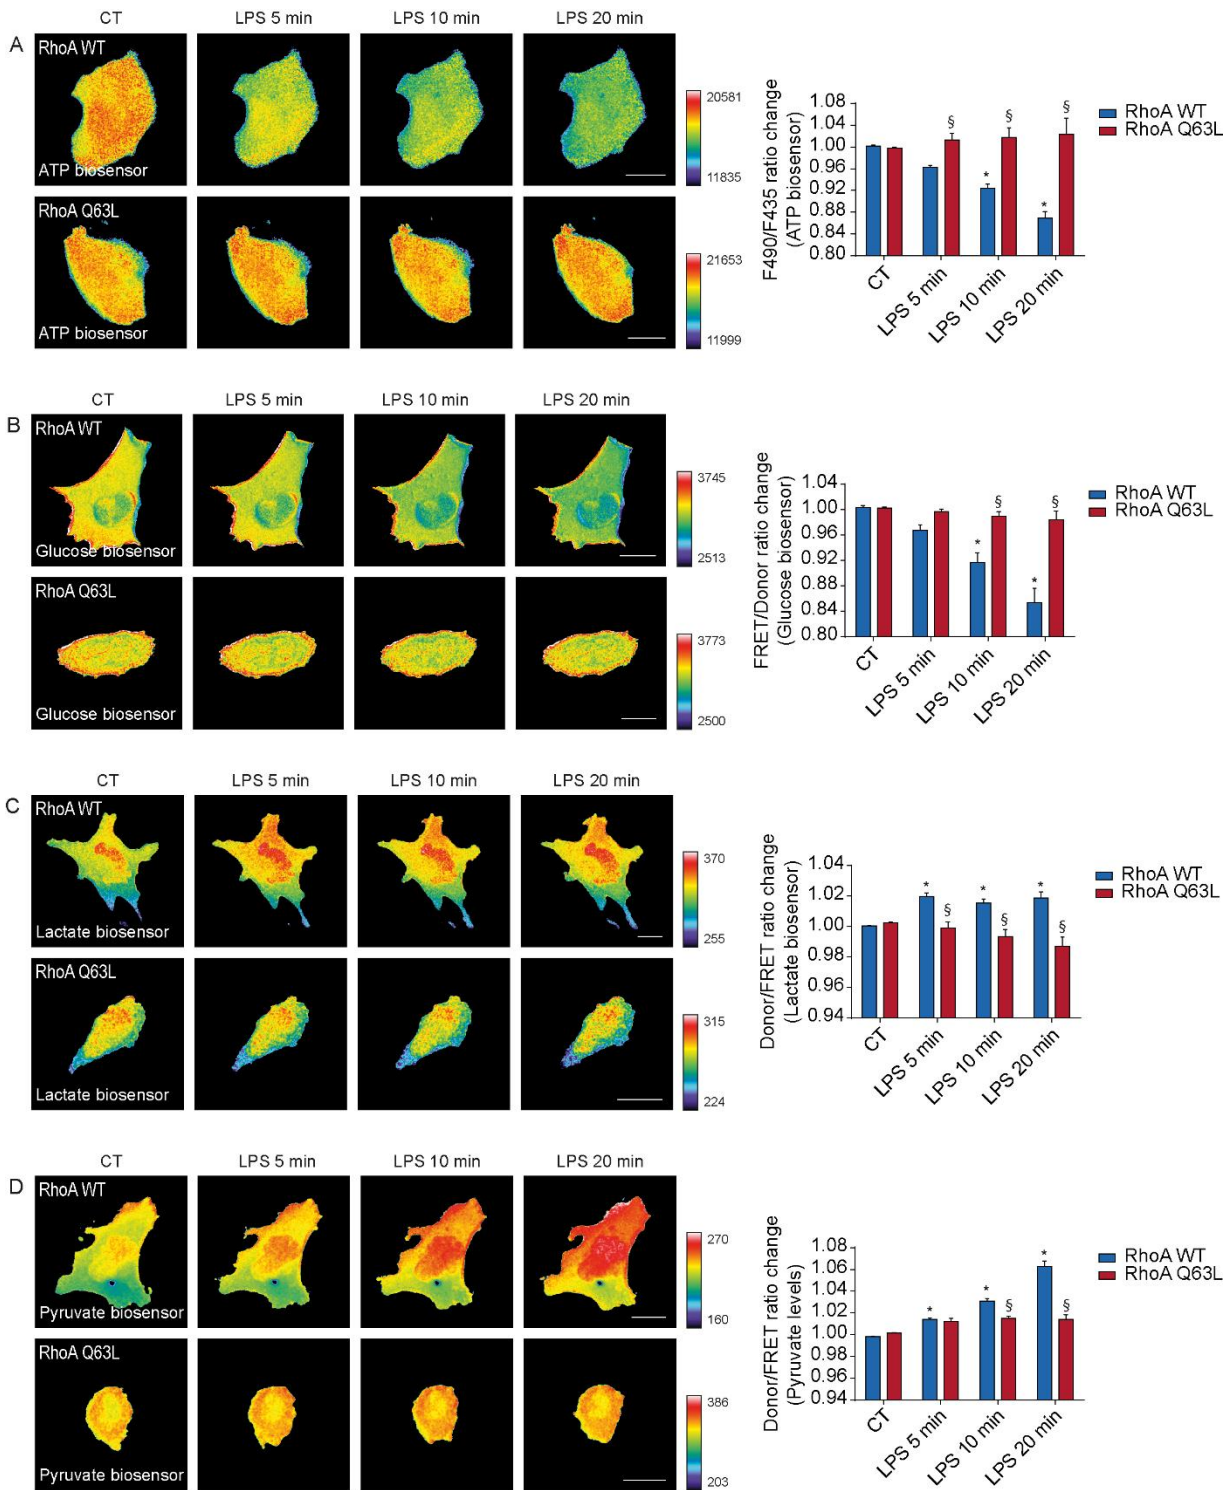 CT LPS 5 min LPS 10 min LPS 20 min
A
RhoA WT
ATP biosensor
20581
11835
RhoA Q63L
ATP biosensor
21653
11999
F490/F435 ratio change
(ATP biosensor)
1.08
1.04
1.00
0.96
0.92
0.88
0.84
0.80
§ § §
* *
CT LPS 5 min LPS 10 min LPS 20 min
RhoA WT
RhoA Q63L
CT LPS 5 min LPS 10 min LPS 20 min
B
RhoA WT
Glucose biosensor
3745
2513
RhoA Q63L
Glucose biosensor
3773
2500
FRET/Donor ratio change
(Glucose biosensor)
1.04
1.00
0.96
0.92
0.88
0.84
0.80
§ §
* *
CT LPS 5 min LPS 10 min LPS 20 min
RhoA WT
RhoA Q63L
CT LPS 5 min LPS 10 min LPS 20 min
C
RhoA WT
Lactate biosensor
370
255
RhoA Q63L
Lactate biosensor
315
224
Donor/FRET ratio change
(Lactate biosensor)
1.04
1.02
1.00
0.98
0.96
0.94
* * *
§ § §
CT LPS 5 min LPS 10 min LPS 20 min
RhoA WT
RhoA Q63L
CT LPS 5 min LPS 10 min LPS 20 min
D
RhoA WT
Pyruvate biosensor
270
160
RhoA Q63L
Pyruvate biosensor
386
203
Donor/FRET ratio change
(Pyruvate levels)
1.08
1.06
1.04
1.02
1.00
0.98
0.96
0.94
* * *
§ §
CT LPS 5 min LPS 10 min LPS 20 min
RhoA WT
RhoA Q63L